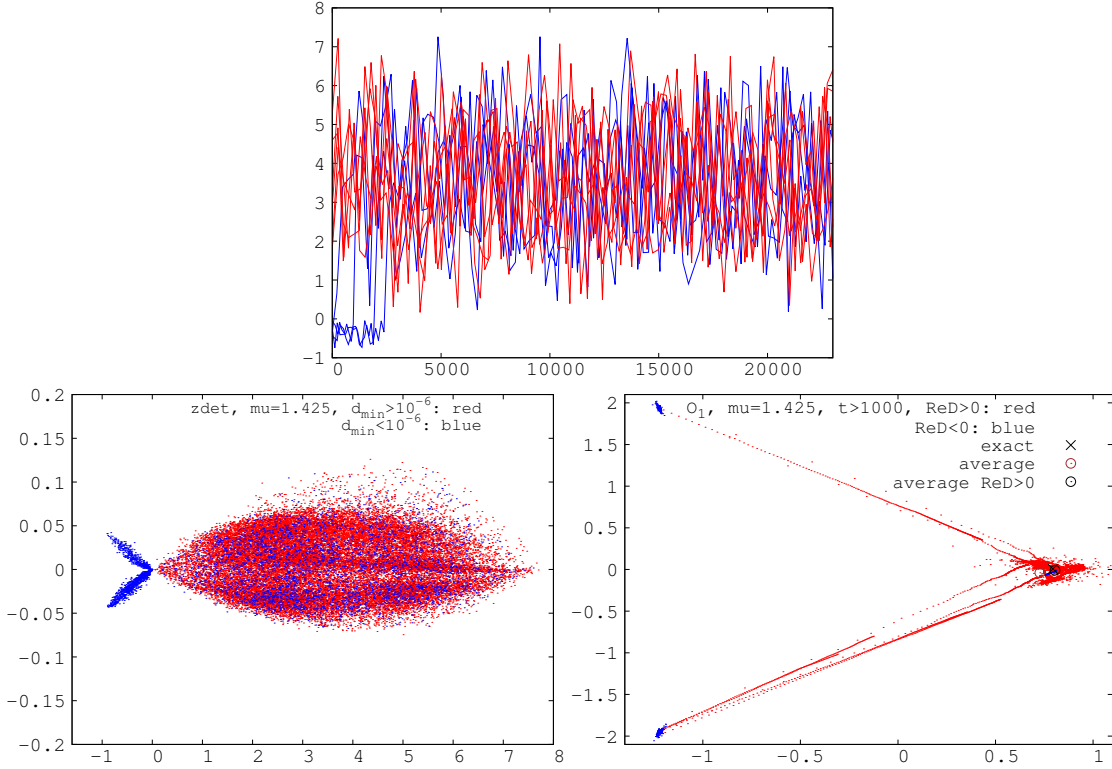 8
7
6
5
4
3
2
1
0
−1
0 5000 10000 15000 20000
0.2
0.15
0.1
0.05
0
−0.05
−0.1
−0.15
−0.2
−1 0 1 2 3 4 5 6 7 8
zdet, mu=1.425, d_min>10^−6: red
d_min<10^−6: blue
2
1.5
1
0.5
0
−0.5
−1
−1.5
−2
−1 −0.5 0 0.5 1
O_1, mu=1.425, t>1000, ReD>0: red
ReD<0: blue
exact
average
average ReD>0